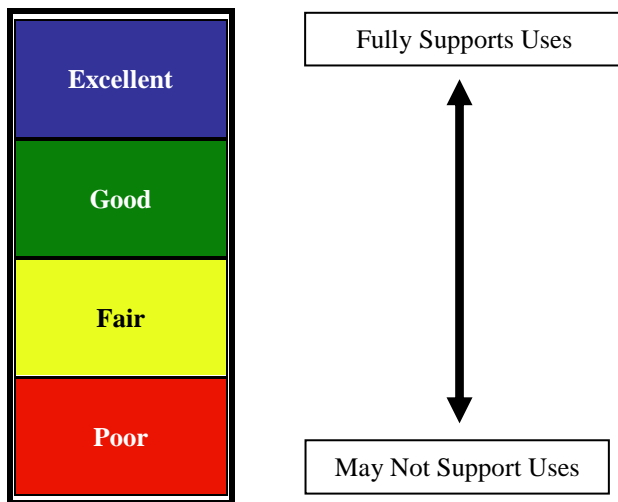 Excellent
Good
Fair
Poor
Fully Supports Uses
May Not Support Uses